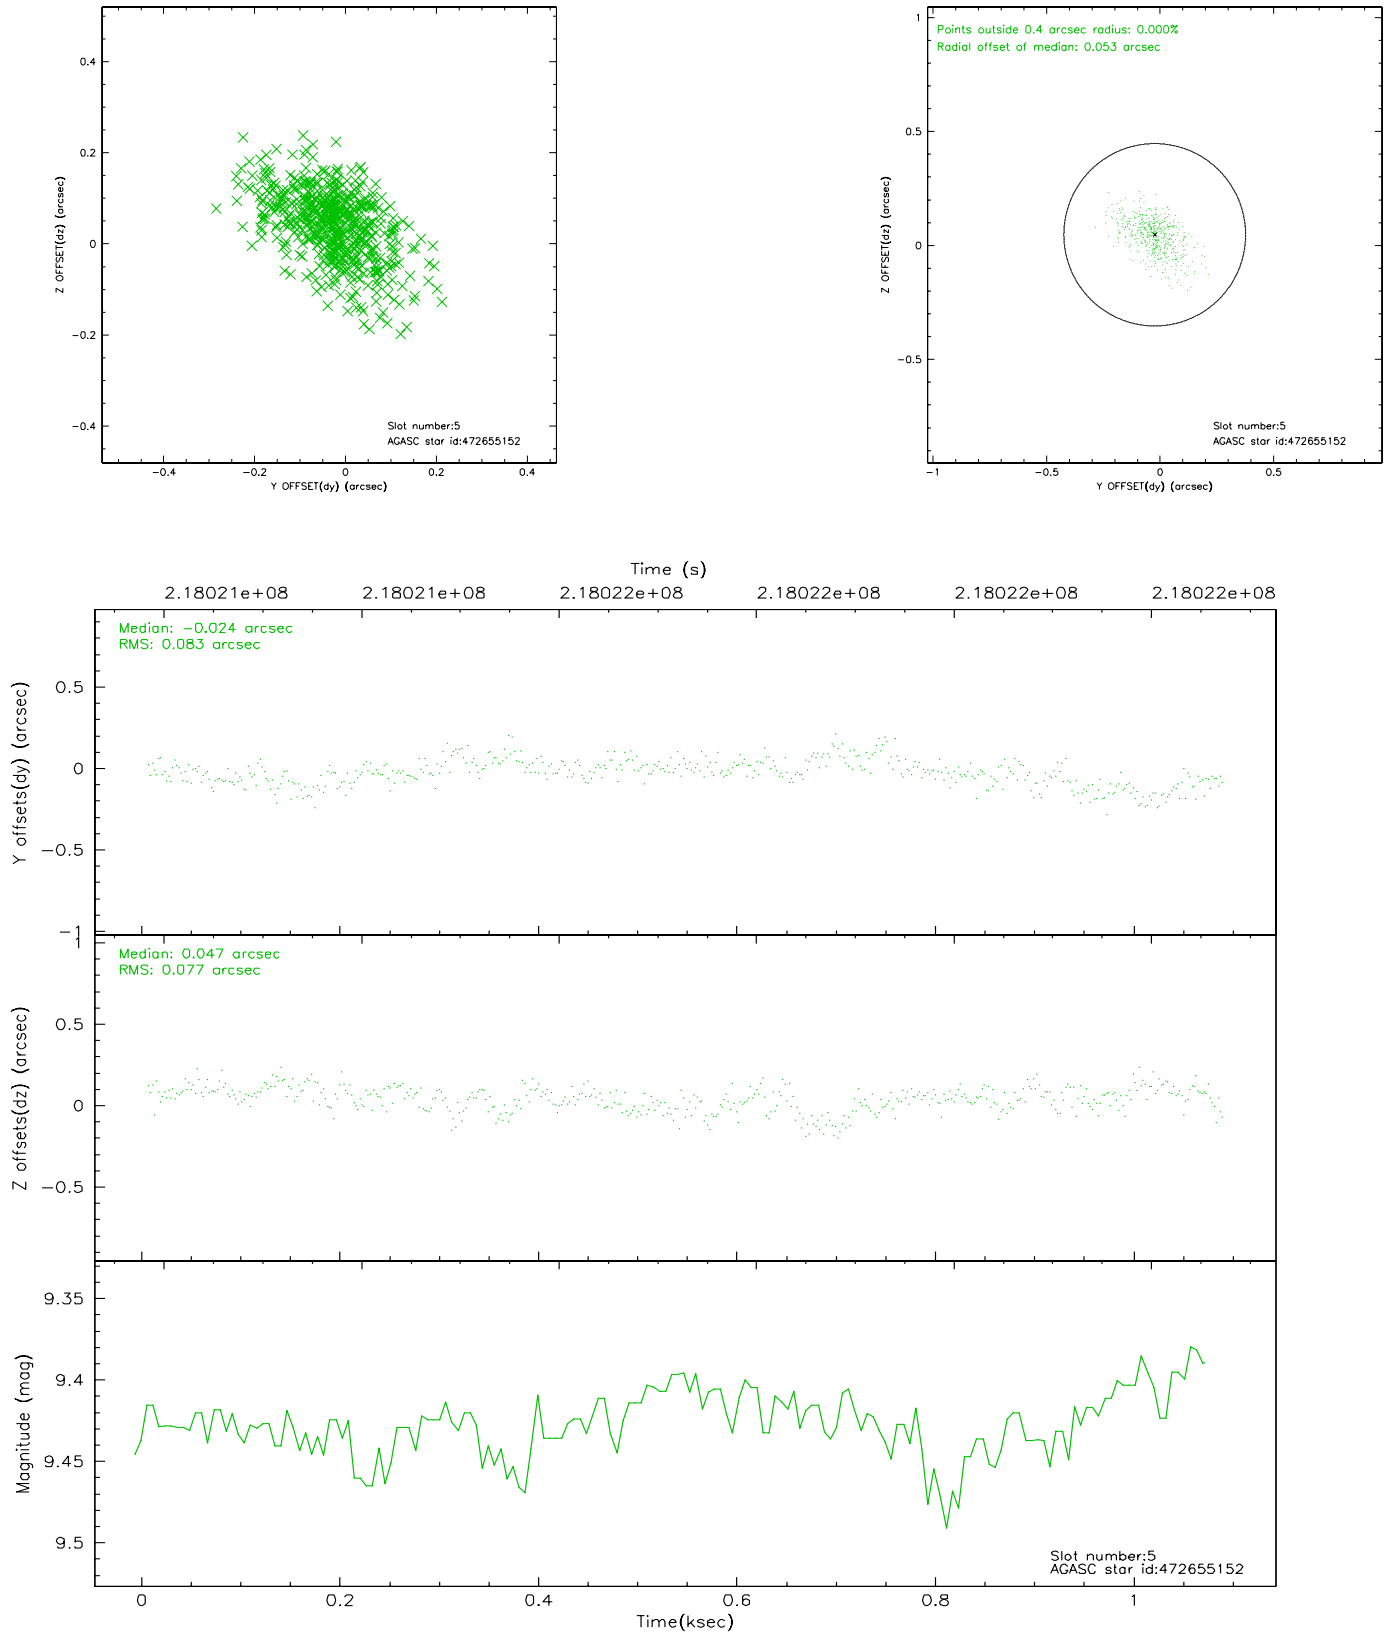 0.4
0.2
0
-0.2
-0.4
Z OFFSET(dz) (arcsec)
Slot number:5
AGASC star id:472655152
-0.4 -0.2 0 0.2 0.4
Y OFFSET(dy) (arcsec)
Points outside 0.4 arcsec radius: 0.000%
Radial offset of median: 0.053 arcsec
1
0.5
0
-0.5
Z OFFSET(dz) (arcsec)
Slot number:5
AGASC star id:472655152
-1 -0.5 0 0.5
Y OFFSET(dy) (arcsec)
Time (s)
2.18021e+08 2.18021e+08 2.18022e+08 2.18022e+08 2.18022e+08 2.18022e+08
Median: -0.024 arcsec
RMS: 0.083 arcsec
0.5
0
-0.5
-1
Y offsets(dy) (arcsec)
Median: 0.047 arcsec
RMS: 0.077 arcsec
1
0.5
0
-0.5
Z offsets(dz) (arcsec)
9.35
9.4
9.45
9.5
Magnitude (mag)
Slot number:5
AGASC star id:472655152
0 0.2 0.4 0.6 0.8 1
Time(ksec)